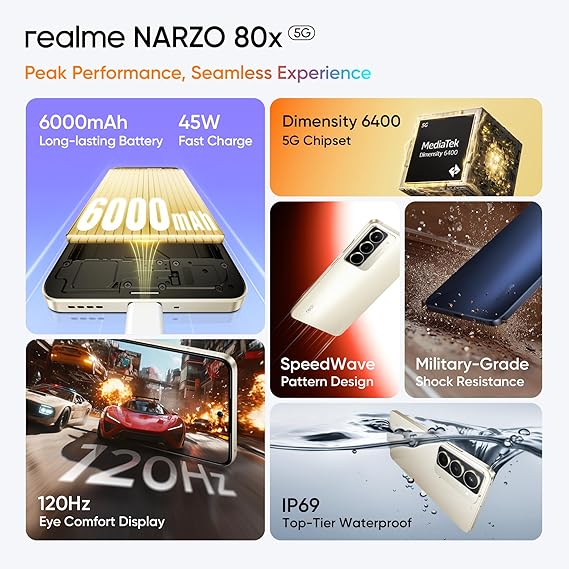 realme NARZO 80x 5G
Peak Performance, Seamless Experience
6000mAh
Long-lasting Battery
45W
Fast Charge
6000mAh
Dimensity 6400
5G Chipset
5G
MediaTek
Dimensity 6400
SpeedWave
Pattern Design
Military-Grade
Shock Resistance
120Hz
120Hz
Eye Comfort Display
IP69
Top-Tier Waterproof